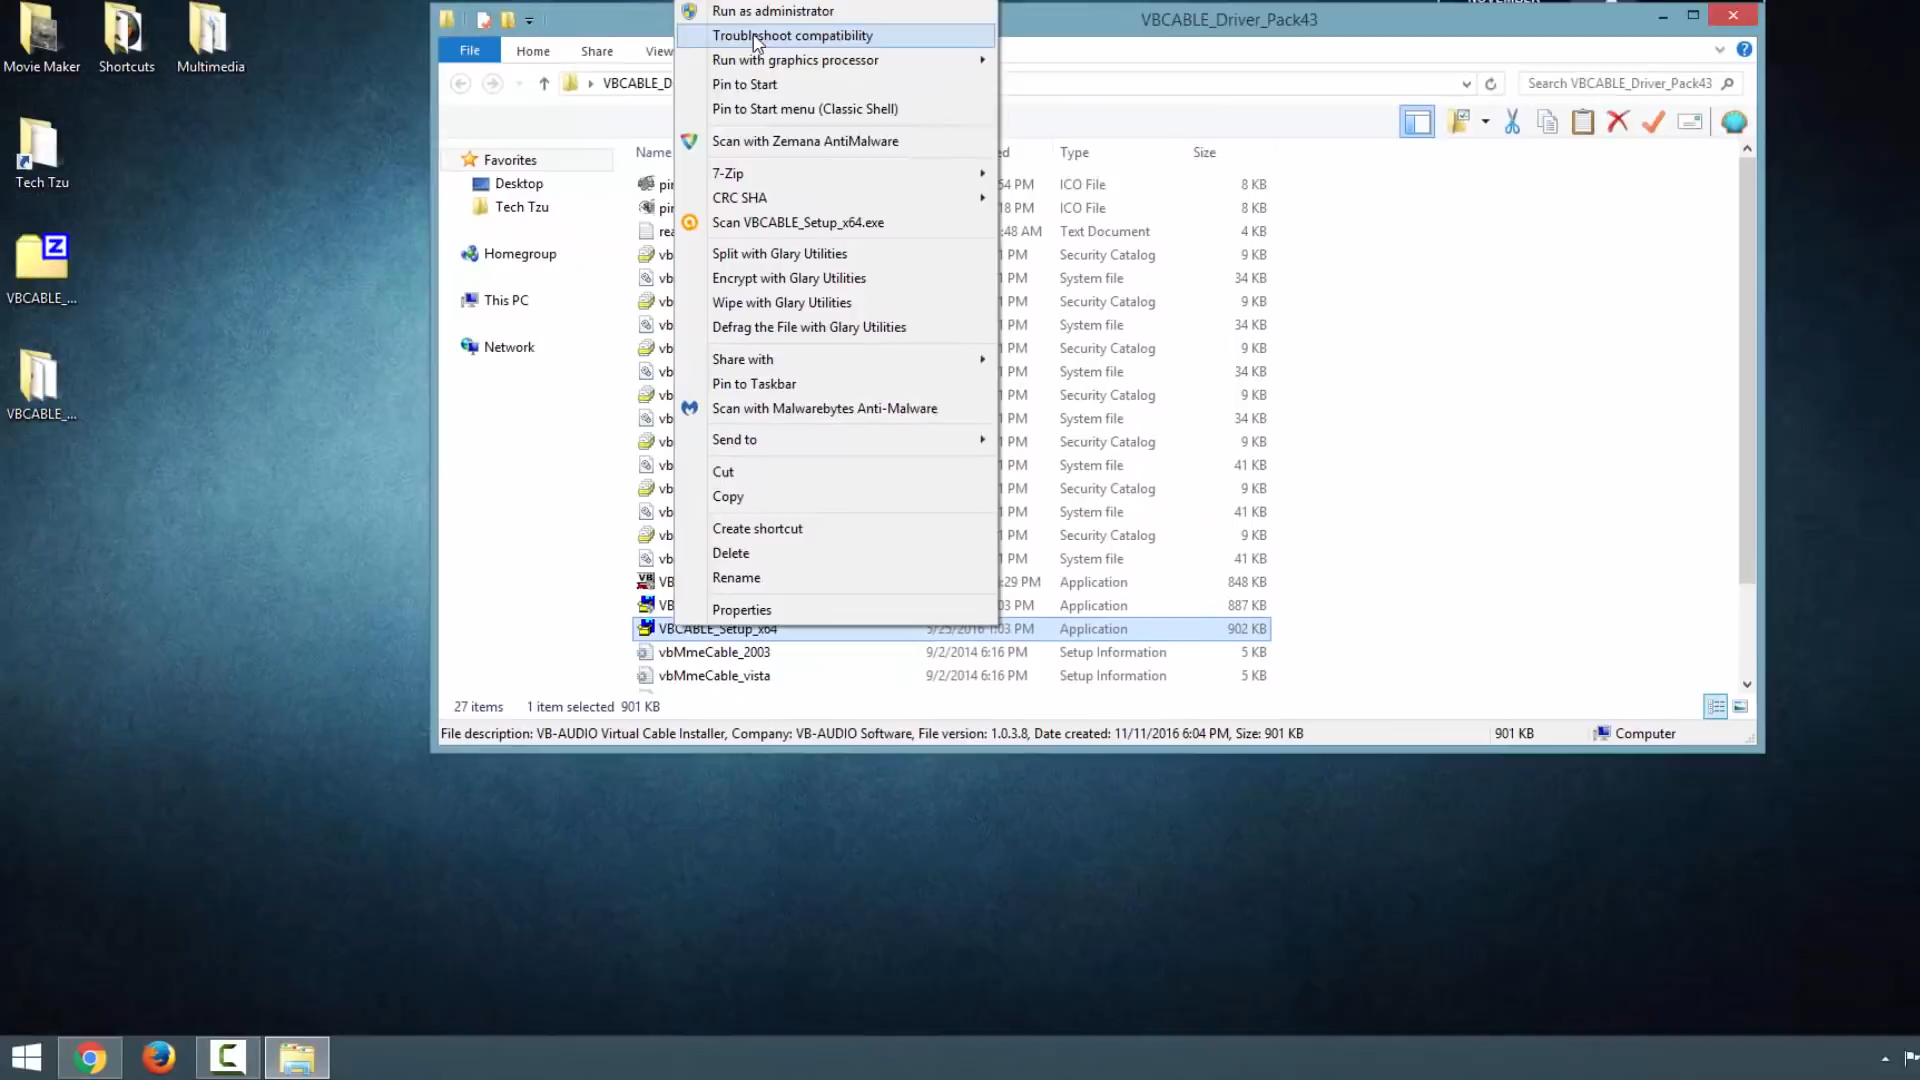 Movie Maker
Shortcuts
Multimedia
Tech Tzu
VBCABLE_...
VBCABLE_...
VBCABLE_Driver_Pack43
File
Home
Share
View
VBCABLE_D
Search VBCABLE_Driver_Pack43
Favorites
Desktop
Tech Tzu
Homegroup
This PC
Network
Run as administrator
Troubleshoot compatibility
Run with graphics processor
Pin to Start
Pin to Start menu (Classic Shell)
Scan with Zemana AntiMalware
7-Zip
CRC SHA
Scan VBCABLE_Setup_x64.exe
Split with Glary Utilities
Encrypt with Glary Utilities
Wipe with Glary Utilities
Defrag the File with Glary Utilities
Share with
Pin to Taskbar
Scan with Malwarebytes Anti-Malware
Send to
Cut
Copy
Create shortcut
Delete
Rename
Properties
Name Type Size
ICO File 8 KB
ICO File 8 KB
Text Document 4 KB
Security Catalog 9 KB
System file 34 KB
Security Catalog 9 KB
System file 34 KB
Security Catalog 9 KB
System file 34 KB
Security Catalog 9 KB
System file 34 KB
Security Catalog 9 KB
System file 41 KB
Security Catalog 9 KB
System file 41 KB
Security Catalog 9 KB
System file 41 KB
Application 848 KB
Application 887 KB
VBCABLE_Setup_x64 5/25/2016 1:03 PM Application 902 KB
vbMmeCable_2003 9/2/2014 6:16 PM Setup Information 5 KB
vbMmeCable_vista 9/2/2014 6:16 PM Setup Information 5 KB
27 items 1 item selected 901 KB
File description: VB-AUDIO Virtual Cable Installer, Company: VB-AUDIO Software, File version: 1.0.3.8, Date created: 11/11/2016 6:04 PM, Size: 901 KB 901 KB Computer